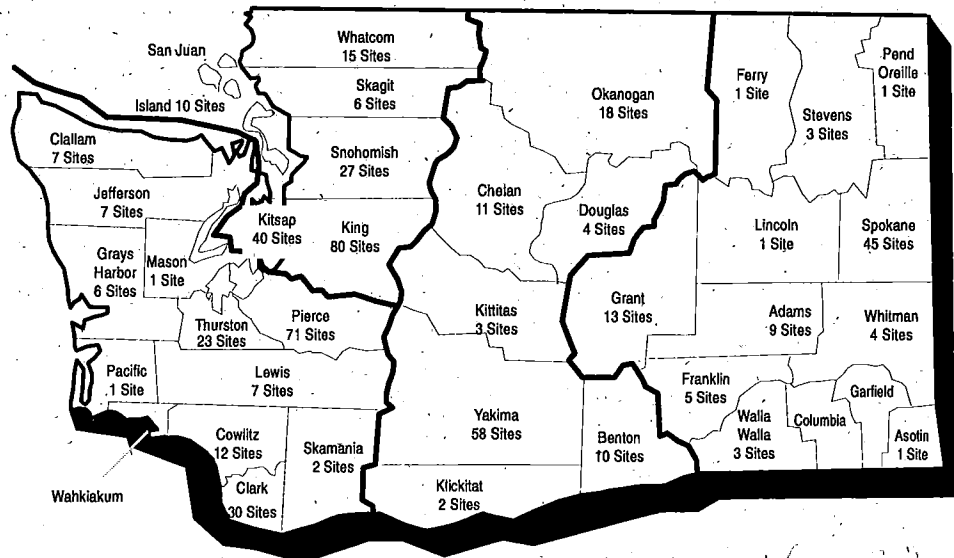 San Juan
Island 10 Sites
Whatcom
15 Sites
Skagit
6 Sites
Snohomish
27 Sites
Clallam
7 Sites
Jefferson
7 Sites
Kitsap
40 Sites
King
80 Sites
Grays
Harbor
6 Sites
Mason
1 Site
Thurston
23 Sites
Pierce
71 Sites
Pacific
1 Site
Lewis
7 Sites
Wahkiakum
Cowlitz
12 Sites
Clark
30 Sites
Skamania
2 Sites
Okanogan
18 Sites
Chelan
11 Sites
Douglas
4 Sites
Kittitas
3 Sites
Yakima
58 Sites
Klickitat
2 Sites
Benton
10 Sites
Grant
13 Sites
Ferry
1 Site
Stevens
3 Sites
Pend
Oreille
1 Site
Lincoln
1 Site
Spokane
45 Sites
Adams
9 Sites
Whitman
4 Sites
Franklin
5 Sites
Walla
Walla
3 Sites
Columbia
Garfield
Asotin
1 Site